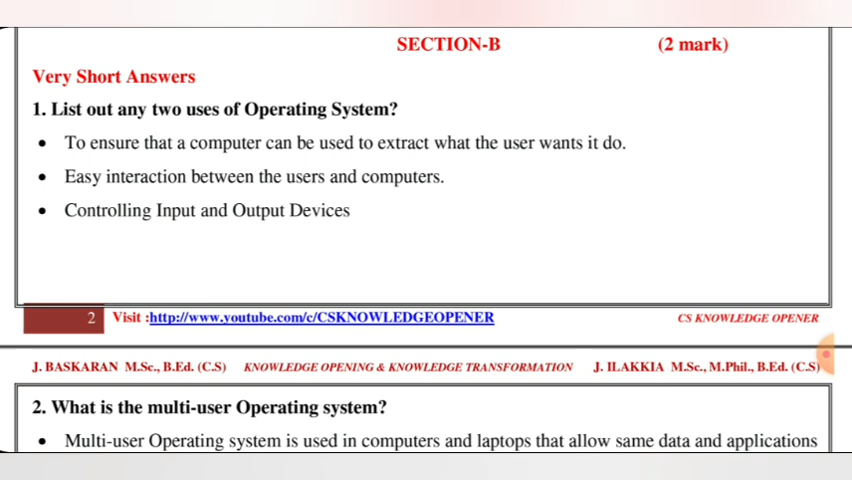 SECTION-B (2 mark)
Very Short Answers
1. List out any two uses of Operating System?
• To ensure that a computer can be used to extract what the user wants it do.
• Easy interaction between the users and computers.
• Controlling Input and Output Devices
2 Visit :http://www.youtube.com/c/CSKNOWLEDGEOPENER CS KNOWLEDGE OPENER
J. BASKARAN M.Sc., B.Ed. (C.S) KNOWLEDGE OPENING & KNOWLEDGE TRANSFORMATION J. ILAKKIA M.Sc., M.Phil., B.Ed. (C.S)
2. What is the multi-user Operating system?
• Multi-user Operating system is used in computers and laptops that allow same data and applications